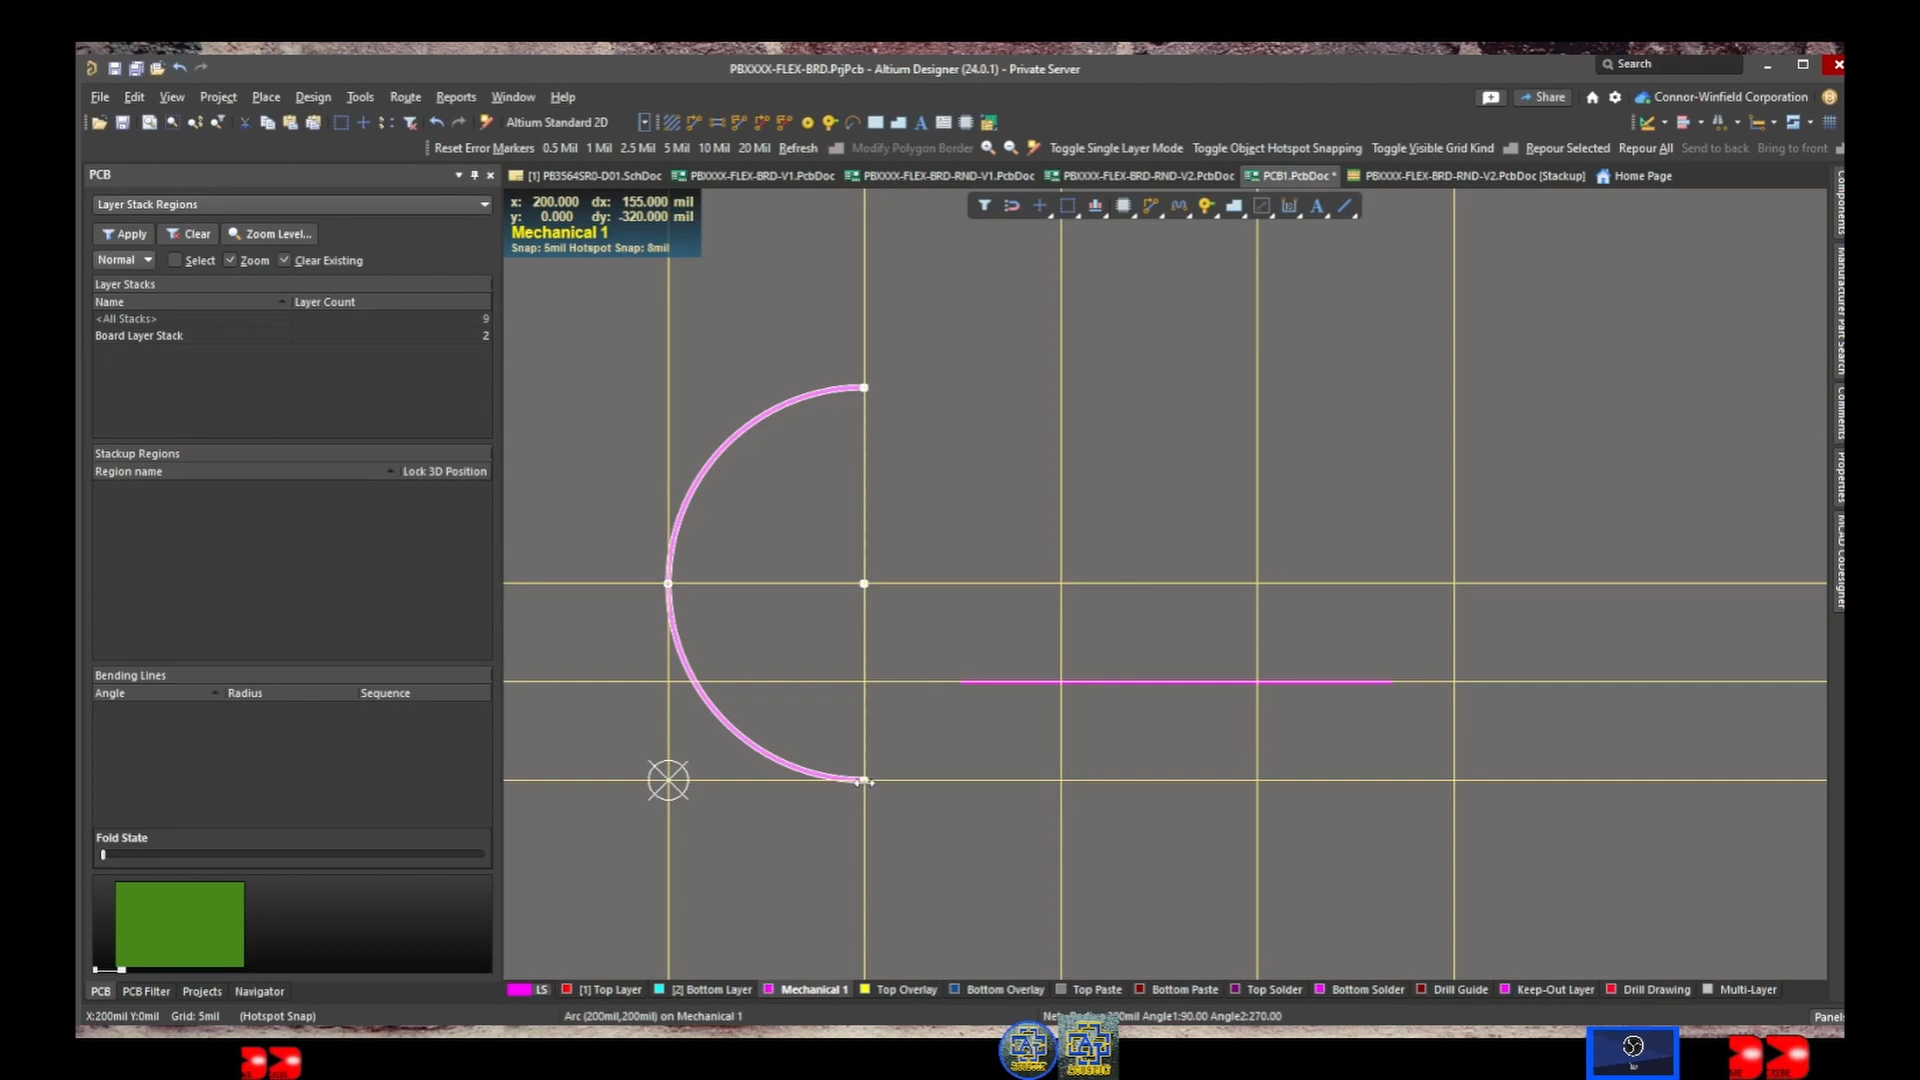 PBXXXX-FLEX-BRD.PrjPcb - Altium Designer (24.0.1) - Private Server
Search
File Edit View Project Place Design Tools Route Reports Window Help
Share
Connor-Winfield Corporation
Altium Standard 2D
Reset Error Markers 0.5 Mil 1 Mil 2.5 Mil 5 Mil 10 Mil 20 Mil Refresh Modify Polygon Border Toggle Single Layer Mode Toggle Object Hotspot Snapping Toggle Visible Grid Kind Repour Selected Repour All Send to back Bring to front
PCB
[1] PB3564SR0-D01.SchDoc PBXXXX-FLEX-BRD-V1.PcbDoc PBXXXX-FLEX-BRD-RND-V1.PcbDoc PBXXXX-FLEX-BRD-RND-V2.PcbDoc PCB1.PcbDoc * PBXXXX-FLEX-BRD-RND-V2.PcbDoc [Stackup] Home Page
Layer Stack Regions
x: 200.000 dx: 155.000 mil
y: 0.000 dy: -320.000 mil
Mechanical 1
Snap: 5mil Hotspot Snap: 8mil
Apply Clear Zoom Level...
Normal Select Zoom Clear Existing
Layer Stacks
Name Layer Count
<All Stacks> 9
Board Layer Stack 2
Stackup Regions
Region name Lock 3D Position
Bending Lines
Angle Radius Sequence
Fold State
Components
Manufacturer Part Search
Comments
Properties
MCAD CoDesigner
PCB PCB Filter Projects Navigator
LS [1] Top Layer [2] Bottom Layer Mechanical 1 Top Overlay Bottom Overlay Top Paste Bottom Paste Top Solder Bottom Solder Drill Guide Keep-Out Layer Drill Drawing Multi-Layer
X:200mil Y:0mil Grid: 5mil (Hotspot Snap)
Arc (200mil,200mil) on Mechanical 1
Angle1:90.00 Angle2:270.00
Panels